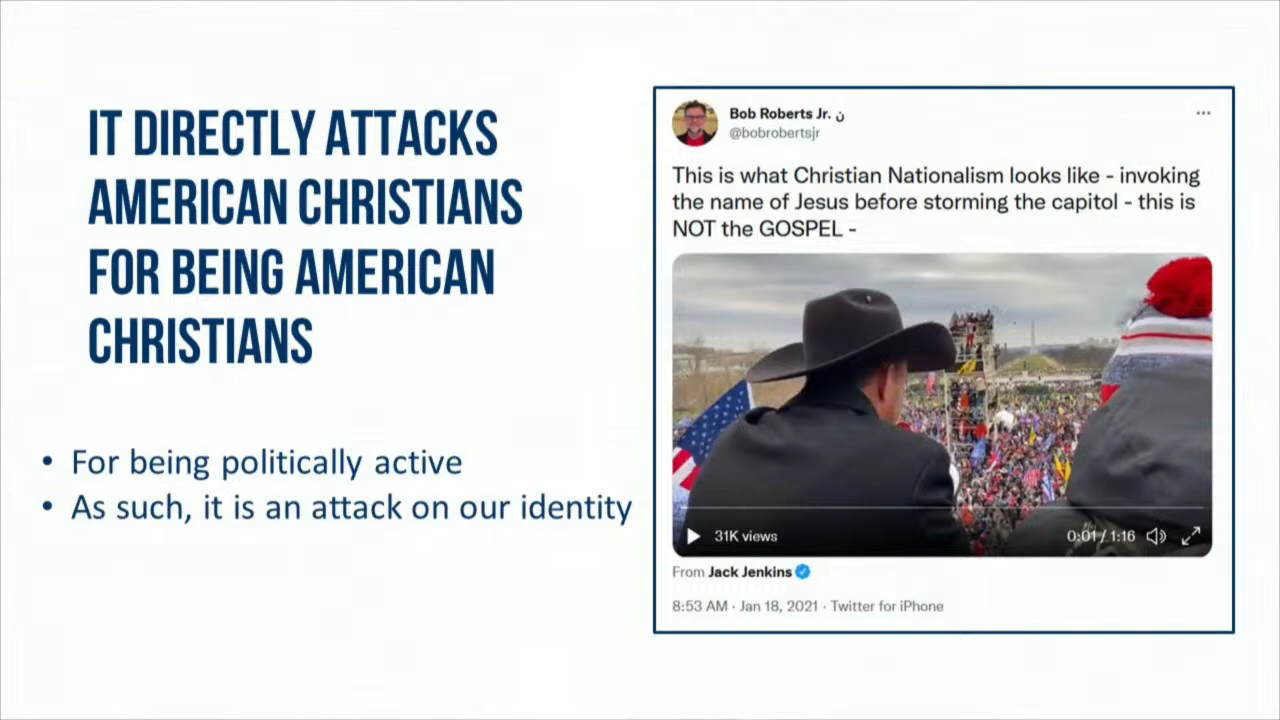 IT DIRECTLY ATTACKS
AMERICAN CHRISTIANS
FOR BEING AMERICAN
CHRISTIANS
• For being politically active
• As such, it is an attack on our identity
Bob Roberts Jr. ن
@bobrobertsjr
This is what Christian Nationalism looks like - invoking
the name of Jesus before storming the capitol - this is
NOT the GOSPEL -
31K views
0:01 / 1:16
From Jack Jenkins
8:53 AM · Jan 18, 2021 · Twitter for iPhone